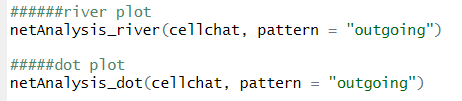 ######river plot
netAnalysis_river(cellchat, pattern = "outgoing")
#####dot plot
netAnalysis_dot(cellchat, pattern = "outgoing")